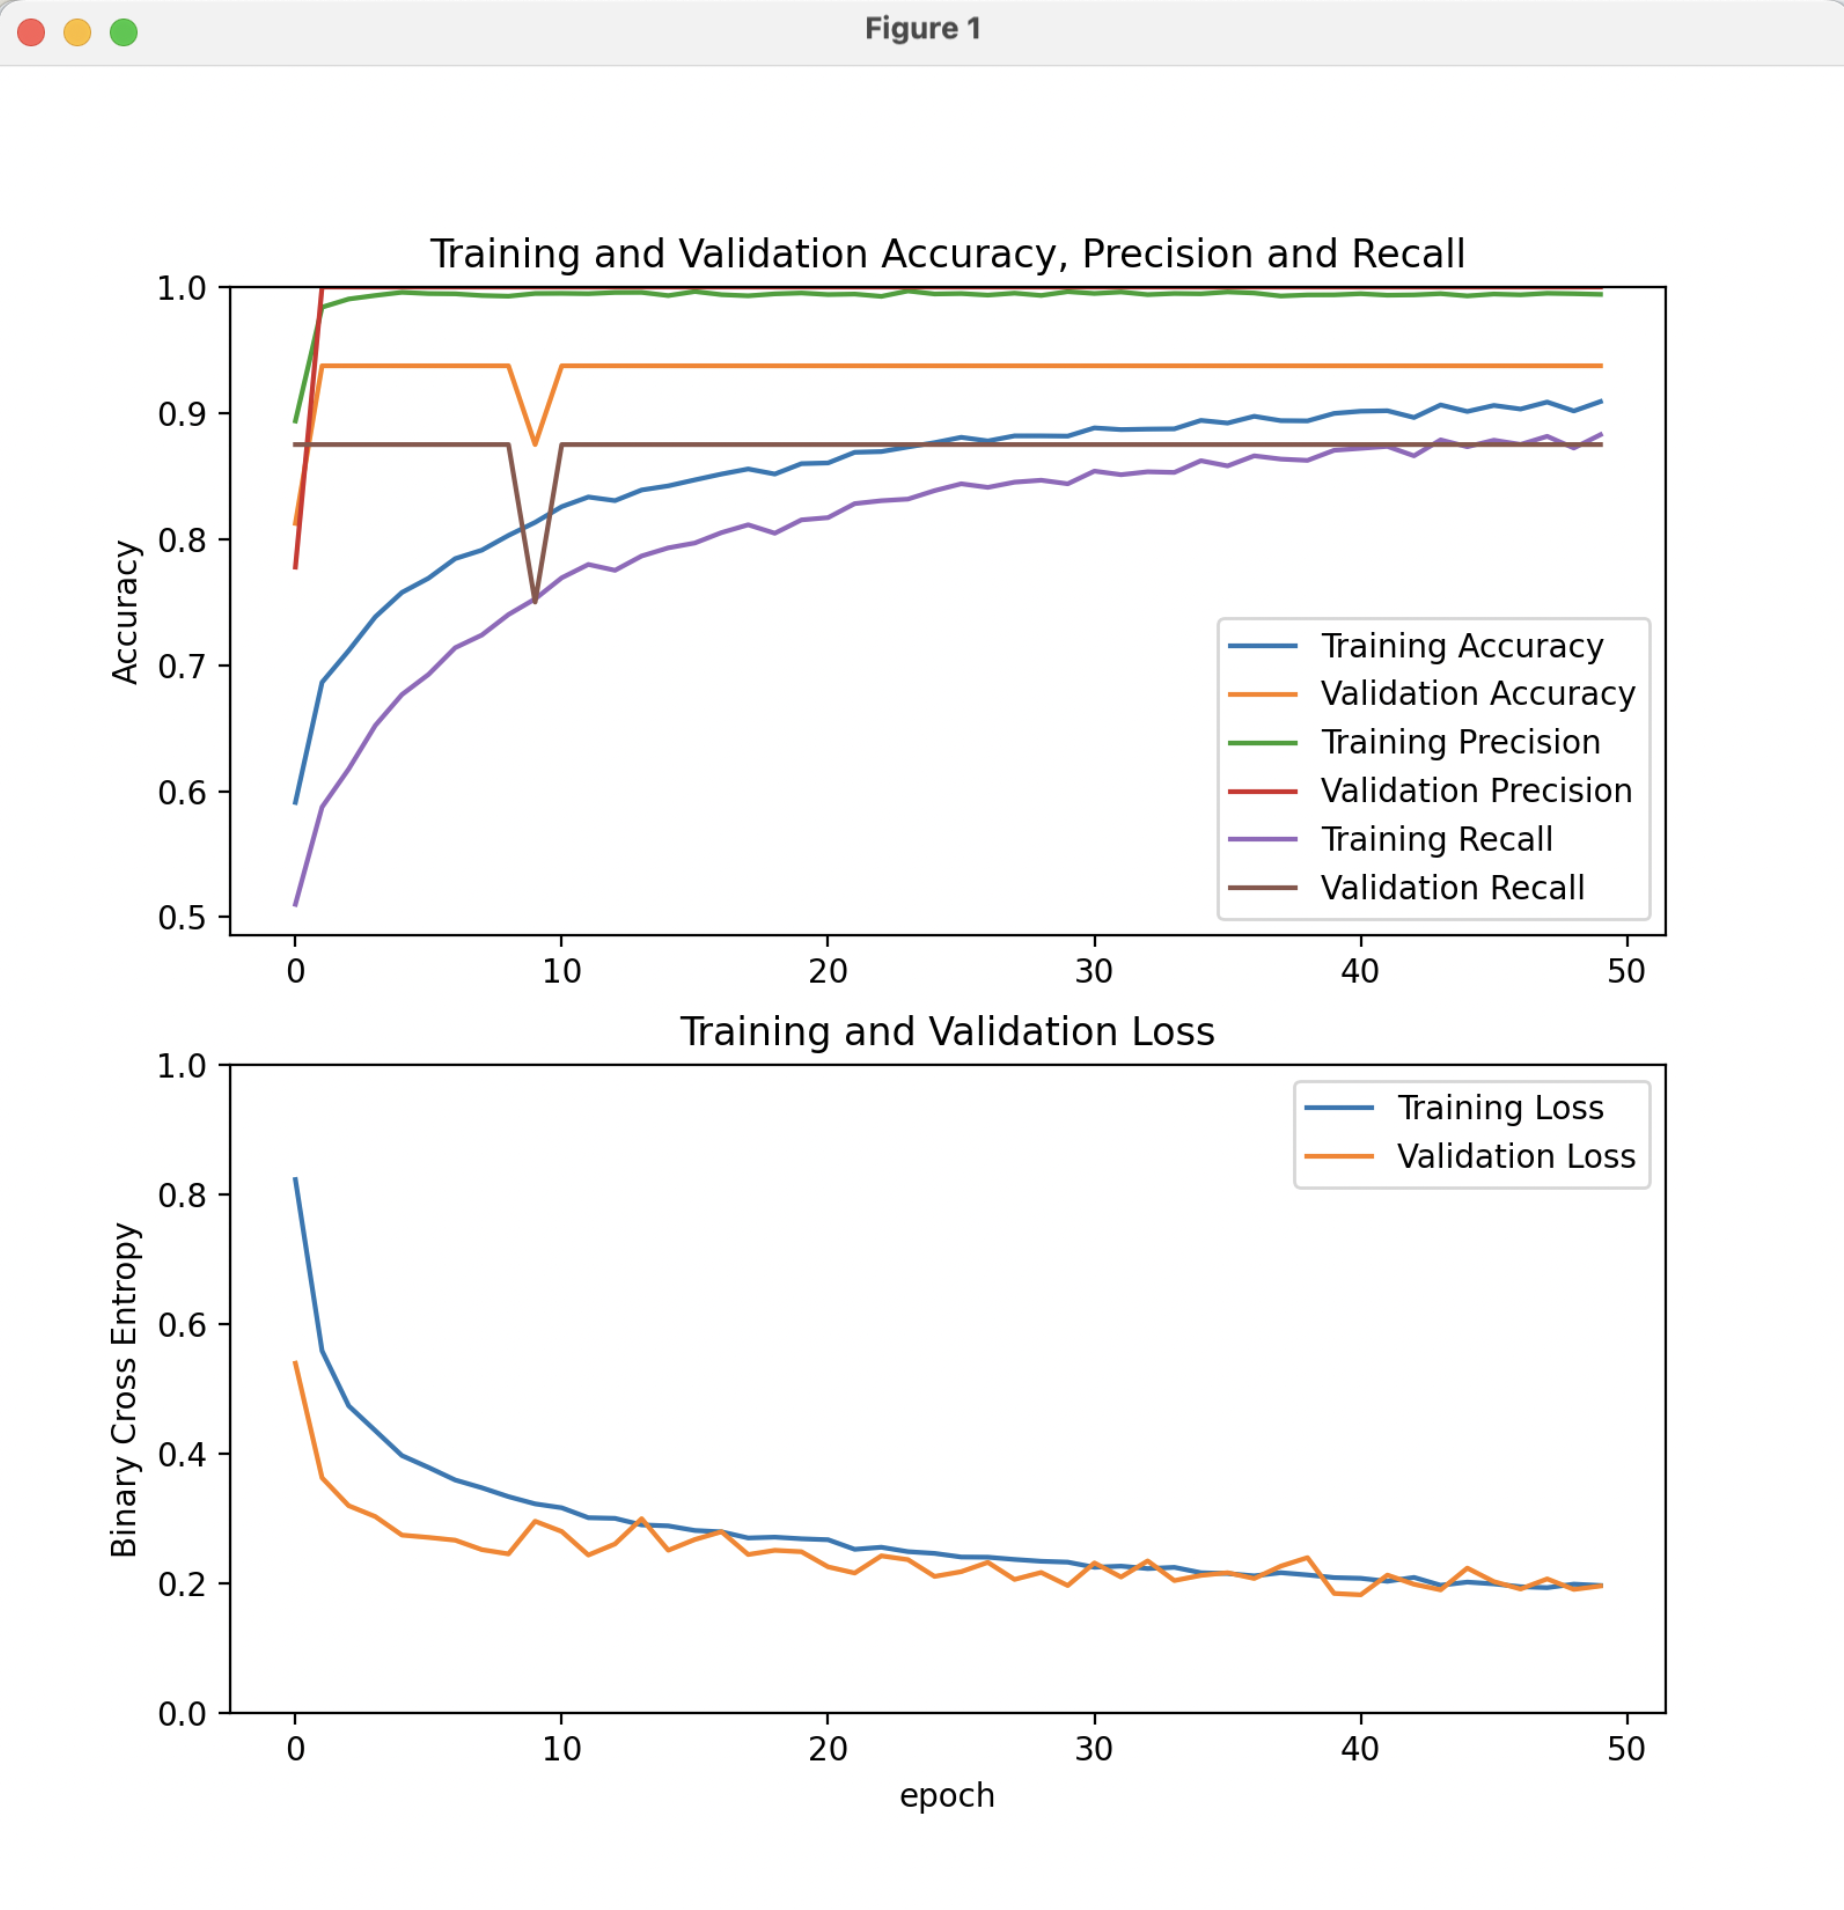 Figure 1
Training and Validation Accuracy, Precision and Recall
Accuracy
1.0
0.9
0.8
0.7
0.6
0.5
0 10 20 30 40 50
Training Accuracy
Validation Accuracy
Training Precision
Validation Precision
Training Recall
Validation Recall
Training and Validation Loss
Binary Cross Entropy
1.0
0.8
0.6
0.4
0.2
0.0
0 10 20 30 40 50
Training Loss
Validation Loss
epoch